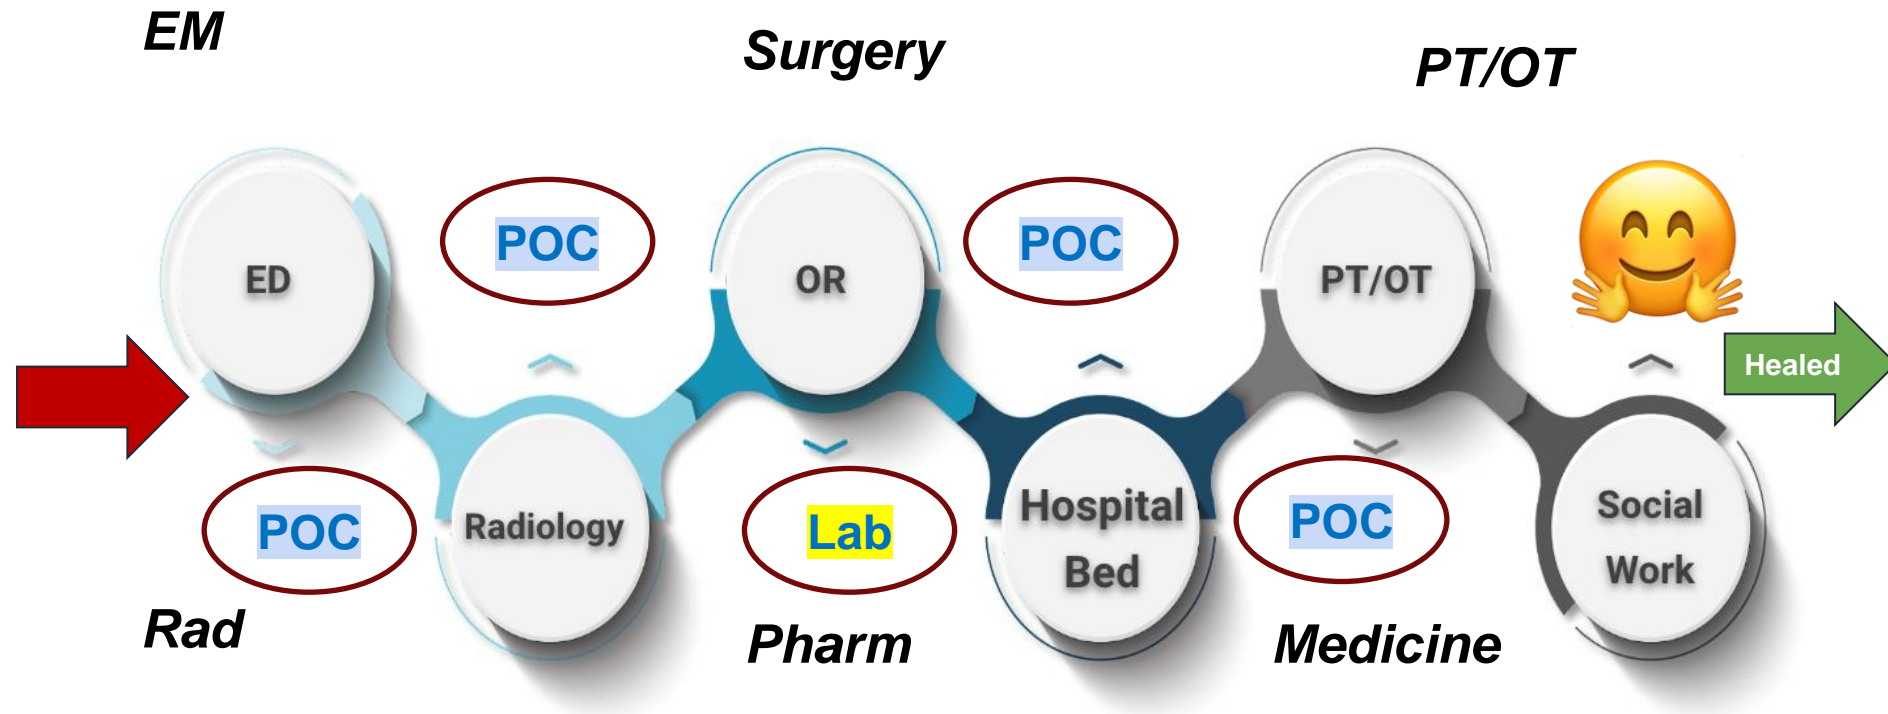 EM
Surgery
PT/OT
ED
POC
OR
POC
PT/OT
Healed
POC
Radiology
Lab
Hospital
Bed
POC
Social
Work
Rad
Pharm
Medicine